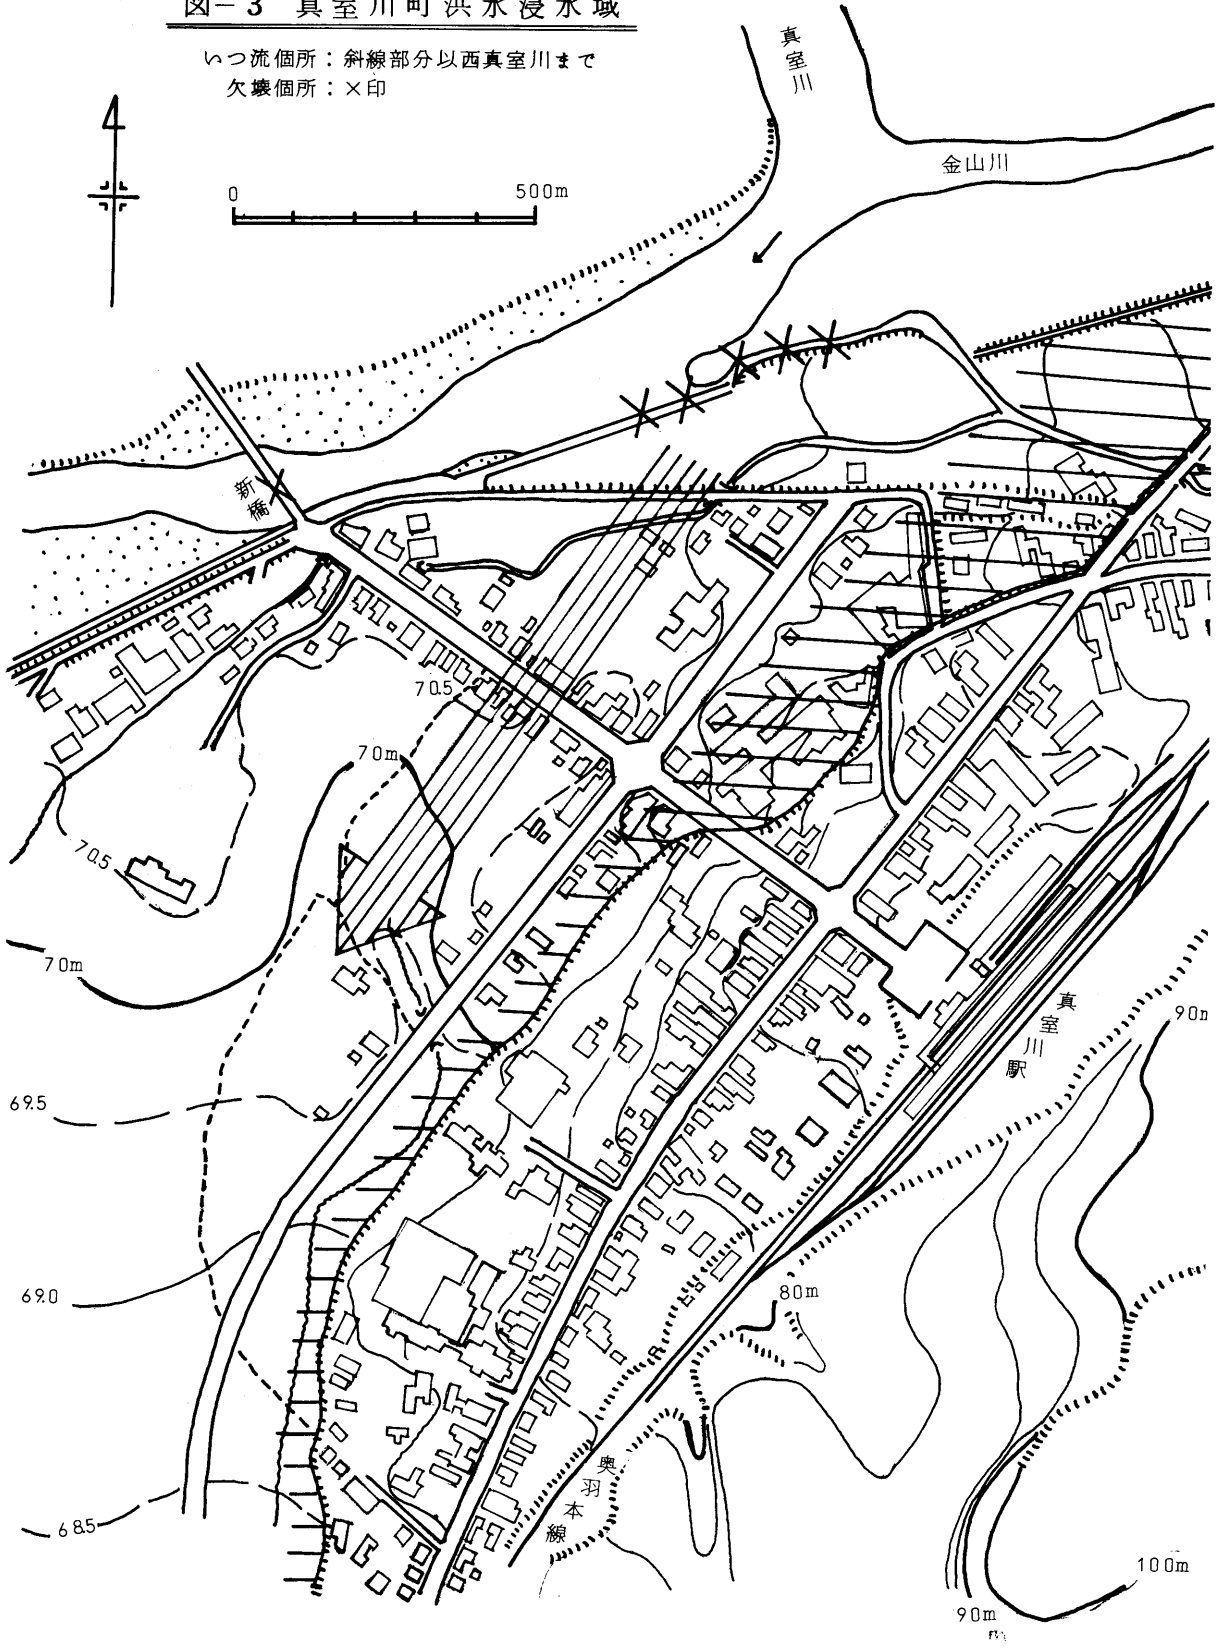 図-3 真室川町洪水浸水域
いつ流個所：斜線部分以西真室川まで
欠壊個所：×印
真室川
金山川
0 500m
新橋
70.5
70m
70.5
70m
真室川駅
90m
69.5
69.0
80m
奥羽本線
68.5
100m
90m